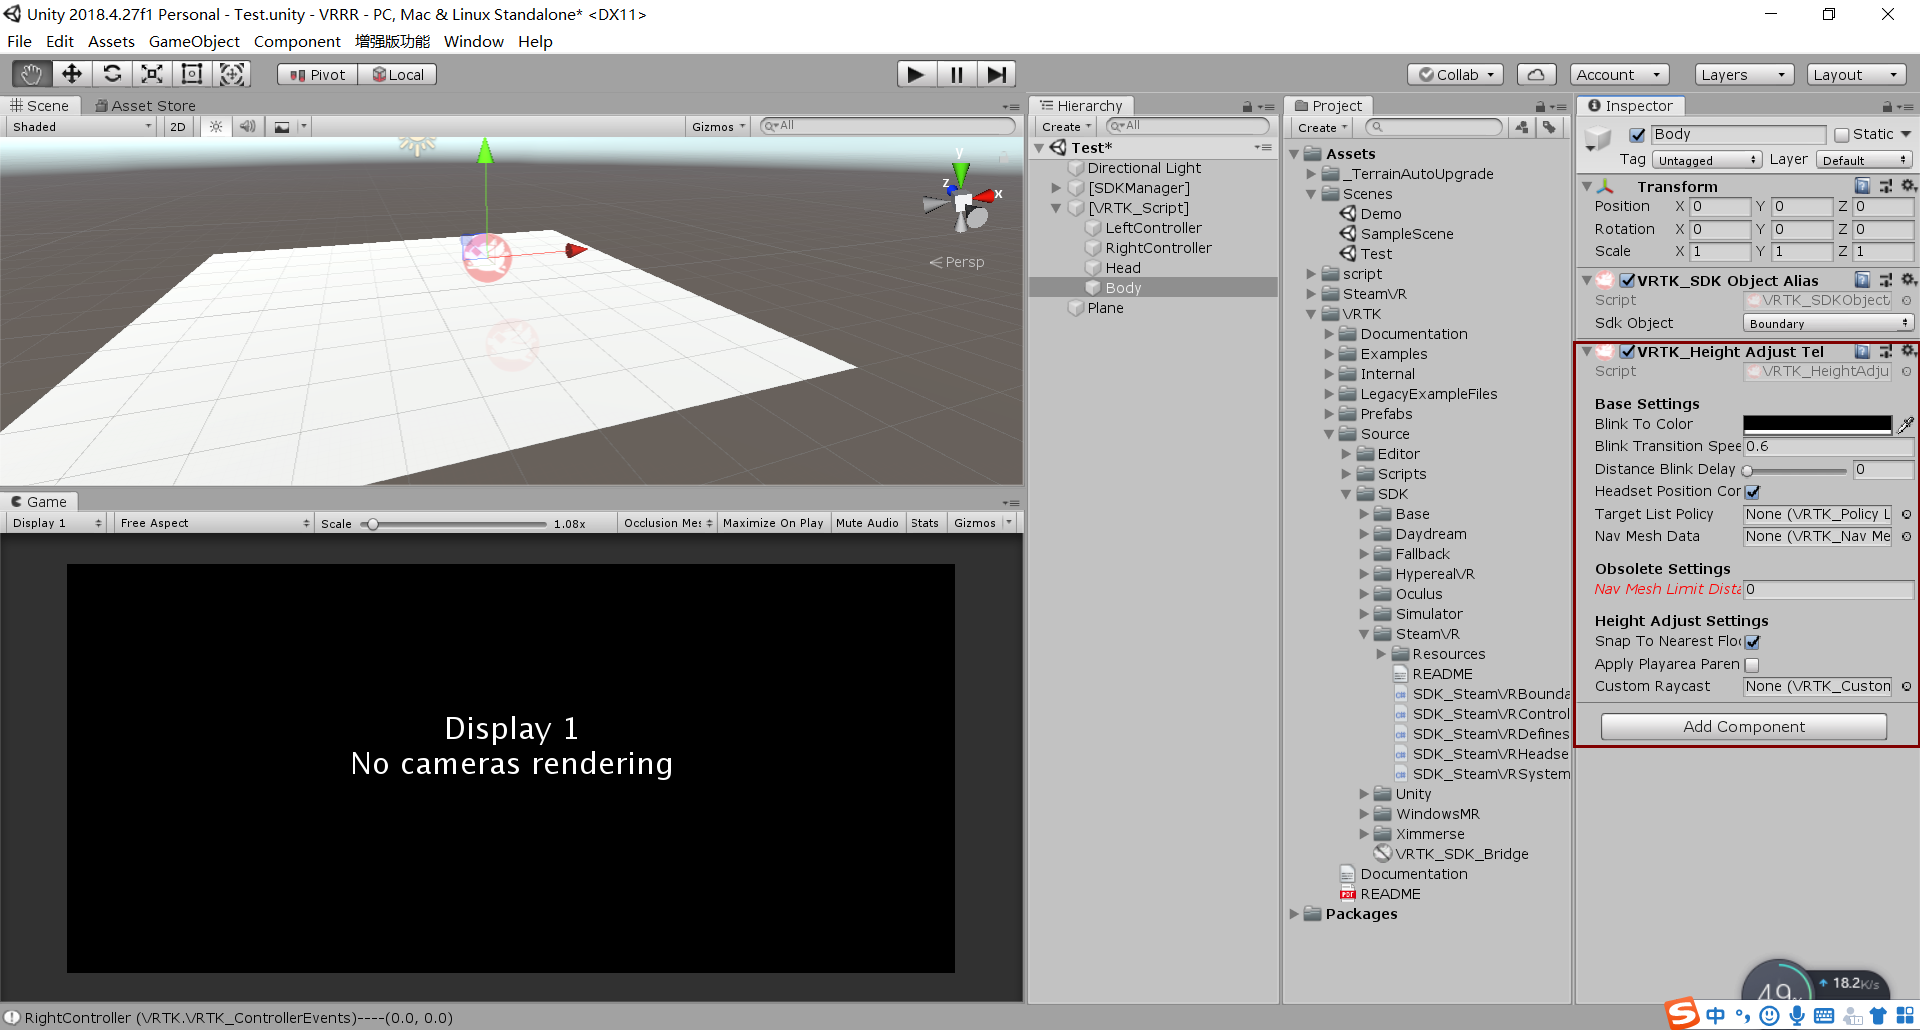 Unity 2018.4.27f1 Personal - Test.unity - VRRR - PC, Mac & Linux Standalone* <DX11>
File Edit Assets GameObject Component 增强版功能 Window Help
Pivot Local Collab Account Layers Layout
Scene Asset Store
Shaded 2D Gizmos All
y
z
x
Persp
Game
Display 1 Free Aspect Scale 1.08x Occlusion Me: Maximize On Play Mute Audio Stats Gizmos
Display 1
No cameras rendering
Hierarchy
Create All
Test*
Directional Light
[SDKManager]
[VRTK_Script]
LeftController
RightController
Head
Body
Plane
Project
Create
Assets
_TerrainAutoUpgrade
Scenes
Demo
SampleScene
Test
script
SteamVR
VRTK
Documentation
Examples
Internal
LegacyExampleFiles
Prefabs
Source
Editor
Scripts
SDK
Base
Daydream
Fallback
HyperealVR
Oculus
Simulator
SteamVR
Resources
README
SDK_SteamVRBounda
SDK_SteamVRControl
SDK_SteamVRDefines
SDK_SteamVRHeadse
SDK_SteamVRSystem
Unity
WindowsMR
Ximmerse
VRTK_SDK_Bridge
Documentation
README
Packages
Inspector
Body Static
Tag Untagged Layer Default
Transform
Position X 0 Y 0 Z 0
Rotation X 0 Y 0 Z 0
Scale X 1 Y 1 Z 1
VRTK_SDK Object Alias
Script VRTK_SDKObject
Sdk Object Boundary
VRTK_Height Adjust Tel
Script VRTK_HeightAdju
Base Settings
Blink To Color
Blink Transition Spee 0.6
Distance Blink Delay 0
Headset Position Cor
Target List Policy None (VRTK_Policy L
Nav Mesh Data None (VRTK_Nav Me
Obsolete Settings
Nav Mesh Limit Dista 0
Height Adjust Settings
Snap To Nearest Floo
Apply Playarea Paren
Custom Raycast None (VRTK_Custon
Add Component
49%
18.2K/s
中
RightController (VRTK.VRTK_ControllerEvents)----(0.0, 0.0)